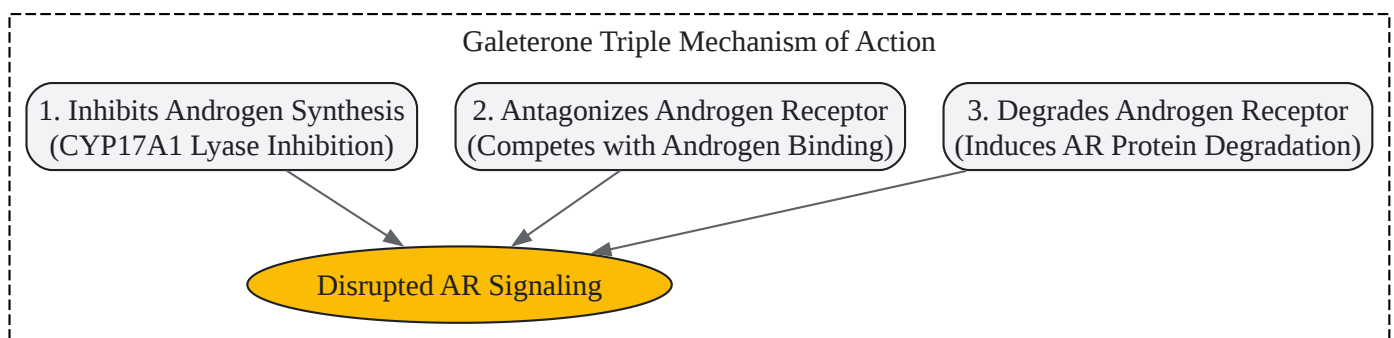 Galeterone Triple Mechanism of Action
1. Inhibits Androgen Synthesis
(CYP17A1 Lyase Inhibition)
2. Antagonizes Androgen Receptor
(Competes with Androgen Binding)
3. Degrades Androgen Receptor
(Induces AR Protein Degradation)
Disrupted AR Signaling